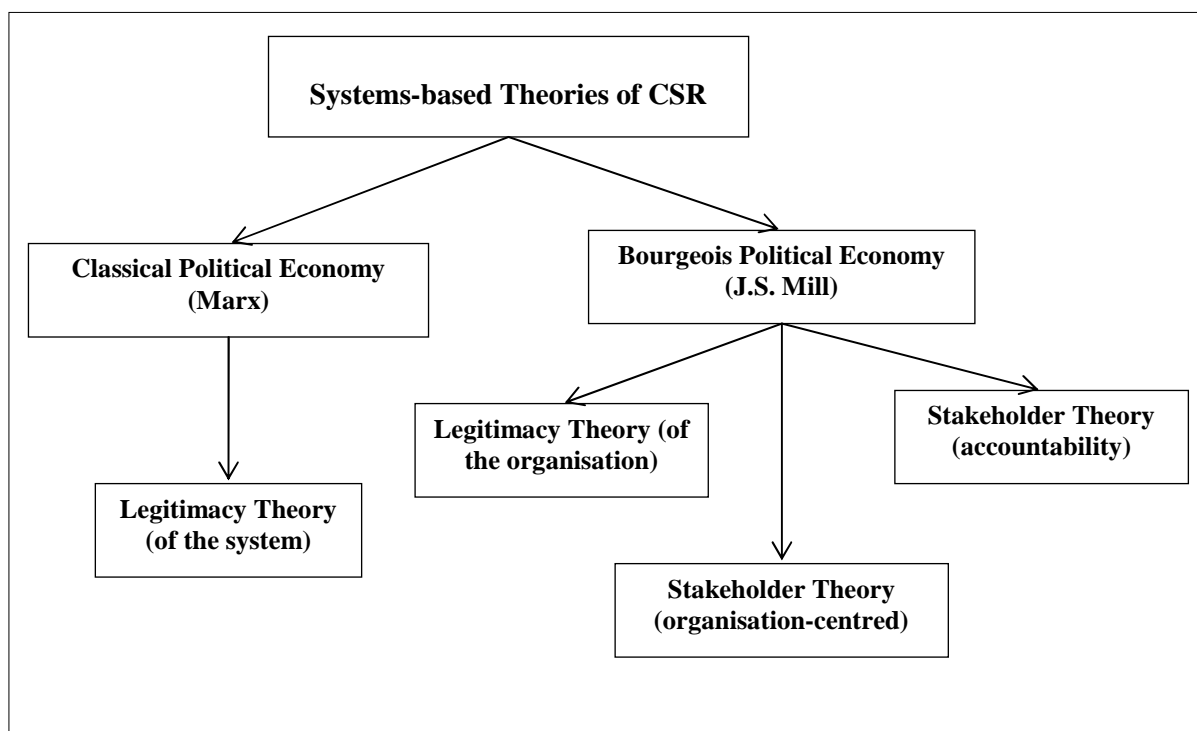 Systems-based Theories of CSR
Classical Political Economy
(Marx)
Bourgeois Political Economy
(J.S. Mill)
Legitimacy Theory (of
the organisation)
Stakeholder Theory
(accountability)
Legitimacy Theory
(of the system)
Stakeholder Theory
(organisation-centred)